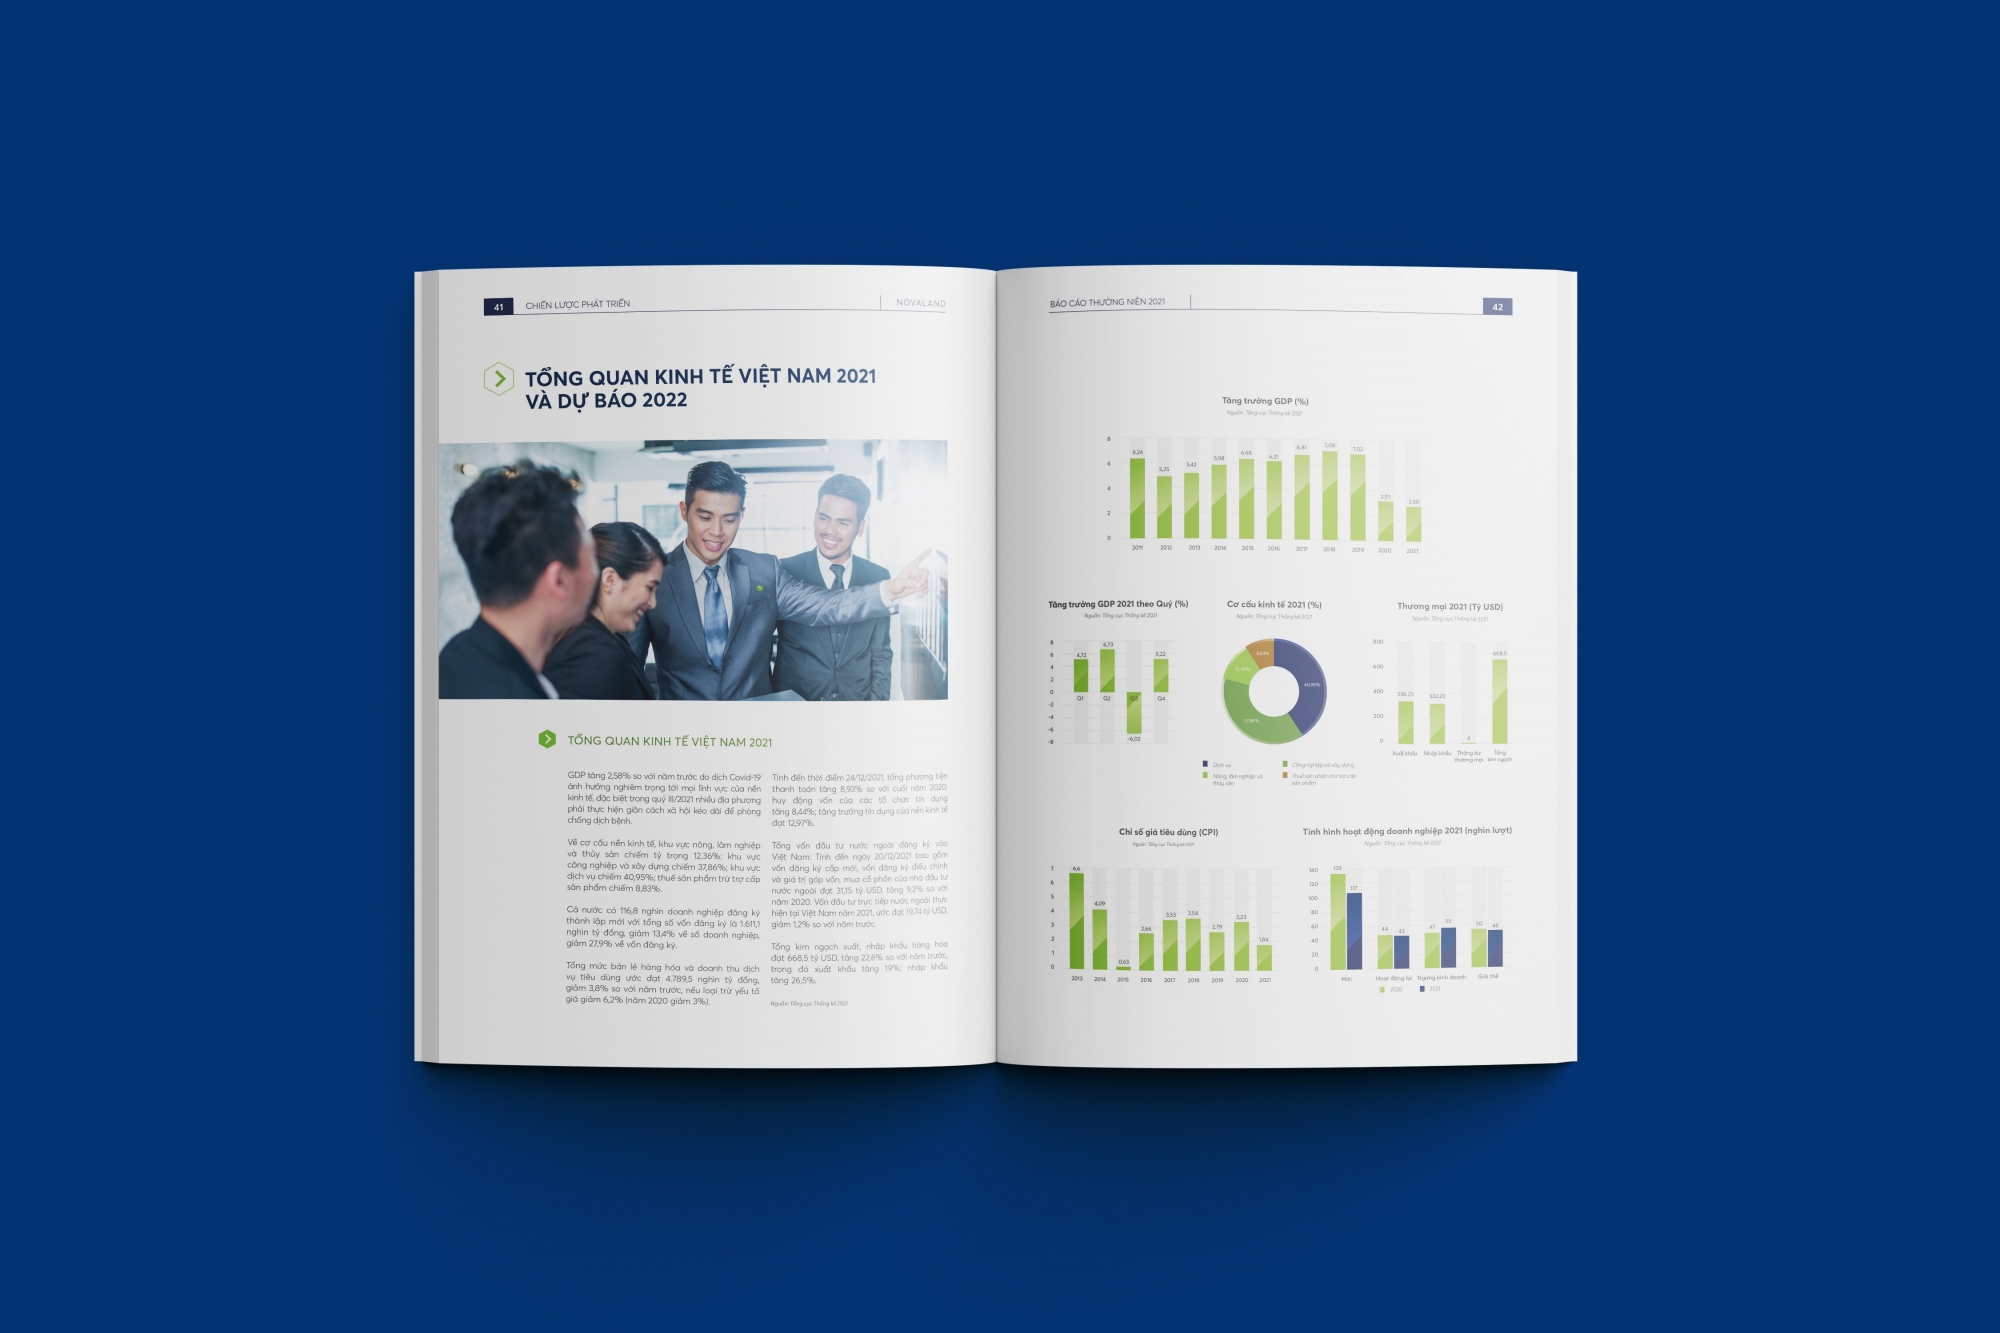 41
CHIẾN LƯỢC PHÁT TRIỂN
NOVALAND
TỔNG QUAN KINH TẾ VIỆT NAM 2021
VÀ DỰ BÁO 2022
TỔNG QUAN KINH TẾ VIỆT NAM 2021
GDP tăng 2,58% so với năm trước do dịch Covid-19
ảnh hưởng nghiêm trọng tới mọi lĩnh vực của nền
kinh tế, đặc biệt trong quý III/2021 nhiều địa phương
phải thực hiện giãn cách xã hội kéo dài để phòng
chống dịch bệnh.
Về cơ cấu nền kinh tế, khu vực nông, lâm nghiệp
và thủy sản chiếm tỷ trọng 12,36%; khu vực
công nghiệp và xây dựng chiếm 37,86%; khu vực
dịch vụ chiếm 40,95%; thuế sản phẩm trừ trợ cấp
sản phẩm chiếm 8,83%.
Cả nước có 116,8 nghìn doanh nghiệp đăng ký
thành lập mới với tổng số vốn đăng ký là 1.611,1
nghìn tỷ đồng, giảm 13,4% về số doanh nghiệp,
giảm 27,9% về vốn đăng ký.
Tổng mức bán lẻ hàng hóa và doanh thu dịch
vụ tiêu dùng ước đạt 4.789,5 nghìn tỷ đồng,
giảm 3,8% so với năm trước, nếu loại trừ yếu tố
giá giảm 6,2% (năm 2020 giảm 3%).
Tính đến thời điểm 24/12/2021, tổng phương tiện
thanh toán tăng 8,93% so với cuối năm 2020,
huy động vốn của các tổ chức tín dụng
tăng 8,44%; tăng trưởng tín dụng của nền kinh tế
đạt 12,97%.
Tổng vốn đầu tư nước ngoài đăng ký vào
Việt Nam: Tính đến ngày 20/12/2021 bao gồm
vốn đăng ký cấp mới, vốn đăng ký điều chỉnh
và giá trị góp vốn, mua cổ phần của nhà đầu tư
nước ngoài đạt 31,15 tỷ USD, tăng 9,2% so với
năm 2020. Vốn đầu tư trực tiếp nước ngoài thực
hiện tại Việt Nam năm 2021, ước đạt 19,74 tỷ USD,
giảm 1,2% so với năm trước.
Tổng kim ngạch xuất, nhập khẩu hàng hóa
đạt 668,5 tỷ USD, tăng 22,6% so với năm trước,
trong đó xuất khẩu tăng 19%; nhập khẩu
tăng 26,5%.
Nguồn: Tổng cục Thống kê 2021
BÁO CÁO THƯỜNG NIÊN 2021
42
Tăng trưởng GDP (%)
Nguồn: Tổng cục Thống kê 2021
8
6
4
2
0
6,24 5,25 5,42 5,98 6,68 6,21 6,81 7,08 7,02 2,91 2,58
2011 2012 2013 2014 2015 2016 2017 2018 2019 2020 2021
Tăng trưởng GDP 2021 theo Quý (%)
Nguồn: Tổng cục Thống kê 2021
8
6
4
2
0
-2
-4
-6
-8
4,72 6,73 -6,02 5,22
Q1 Q2 Q3 Q4
Cơ cấu kinh tế 2021 (%)
Nguồn: Tổng cục Thống kê 2021
8,83%
40,95%
Dịch vụ
Công nghiệp và xây dựng
Nông, lâm nghiệp và
thủy sản
Thuế sản phẩm trừ trợ cấp
sản phẩm
Thương mại 2021 (Tỷ USD)
Nguồn: Tổng cục Thống kê 2021
800
600
400
200
0
336,25 332,25 4 668,5
Xuất khẩu Nhập khẩu Thặng dư
thương mại
Tổng
kim ngạch
Chỉ số giá tiêu dùng (CPI)
Nguồn: Tổng cục Thống kê 2021
7
6
5
4
3
2
1
0
6,6 4,09 0,63 2,66 3,53 3,54 2,79 3,23 1,84
2013 2014 2015 2016 2017 2018 2019 2020 2021
Tình hình hoạt động doanh nghiệp 2021 (nghìn lượt)
Nguồn: Tổng cục Thống kê 2021
140
120
100
80
60
40
20
0
135 117 44 43 47 55 50 48
Mới Hoạt động lại Ngưng kinh doanh Giải thể
2020 2021